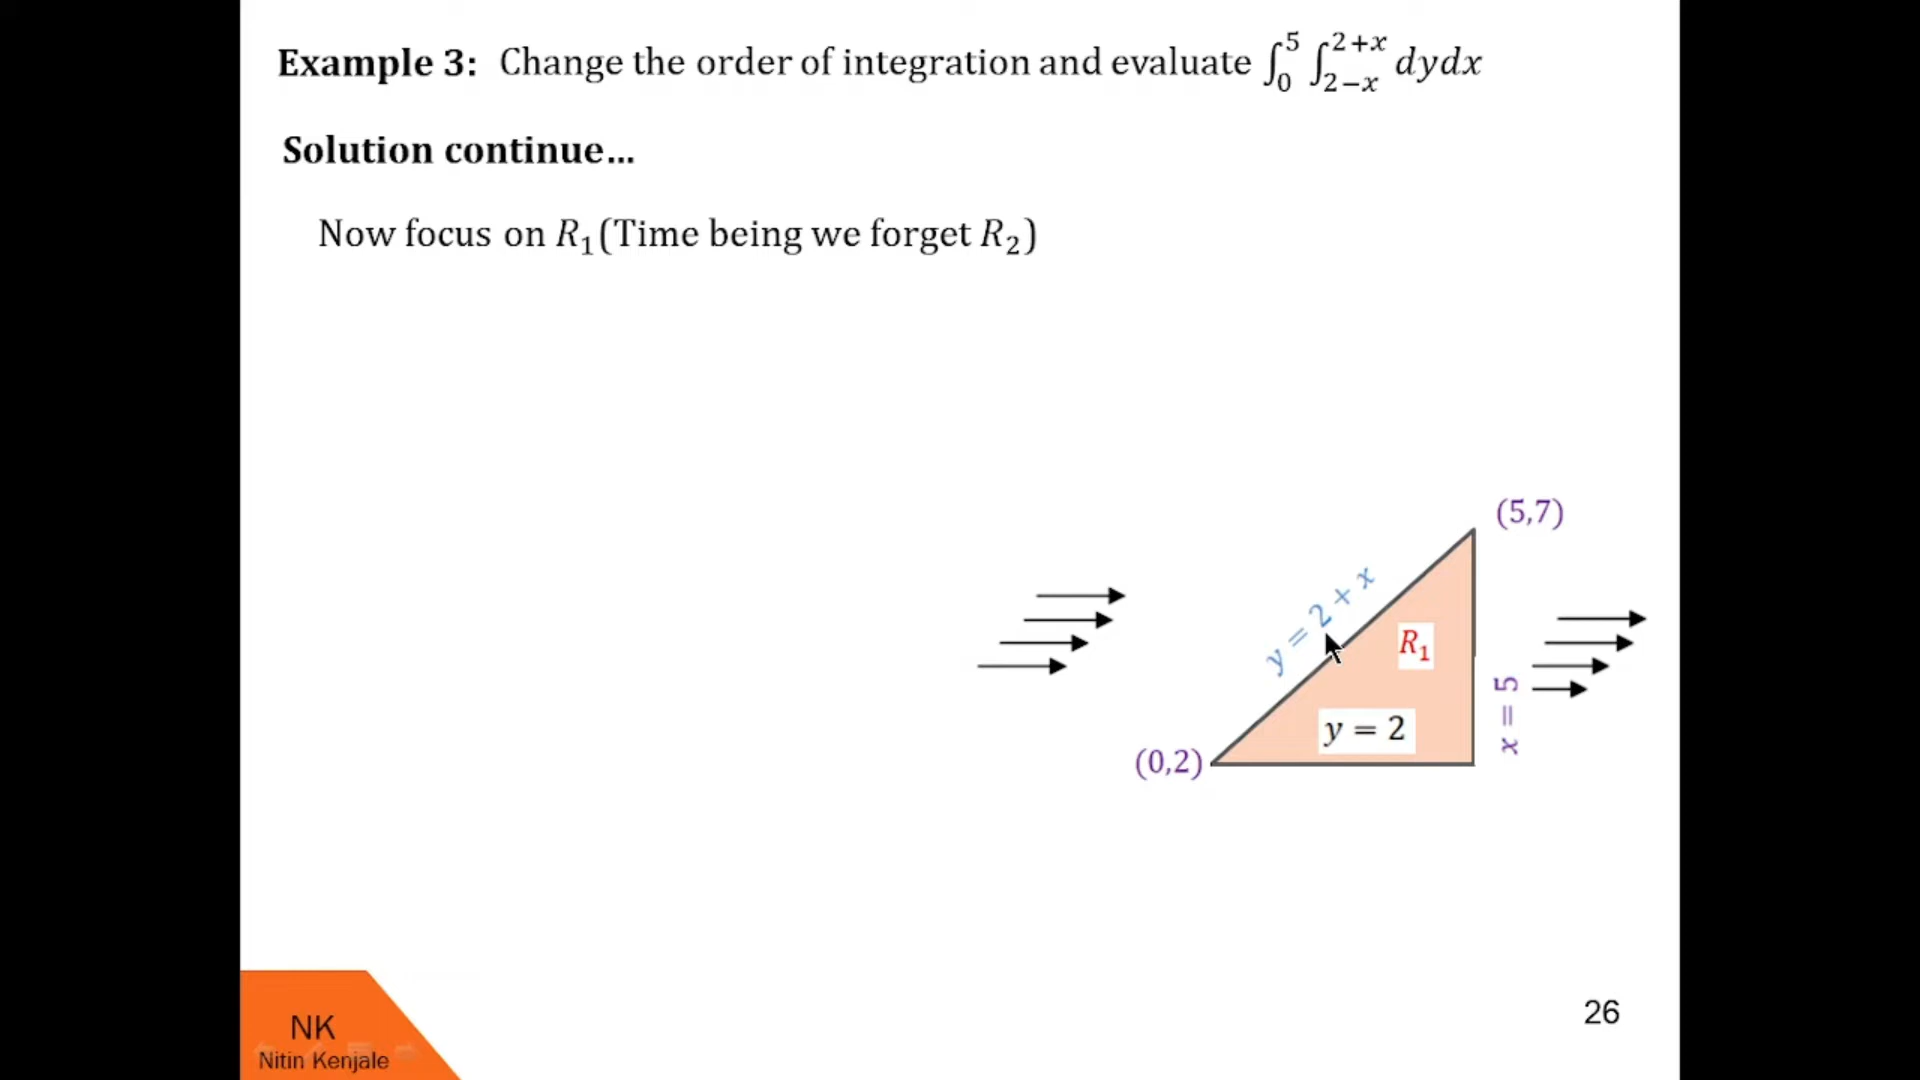 Example 3: Change the order of integration and evaluate ∫₀⁵ ∫₂₋ₓ²⁺ˣ dydx
Solution continue...
Now focus on R₁(Time being we forget R₂)
(5,7)
y = 2 + x
R₁
x = 5
y = 2
(0,2)
NK
Nitin Kenjale
26